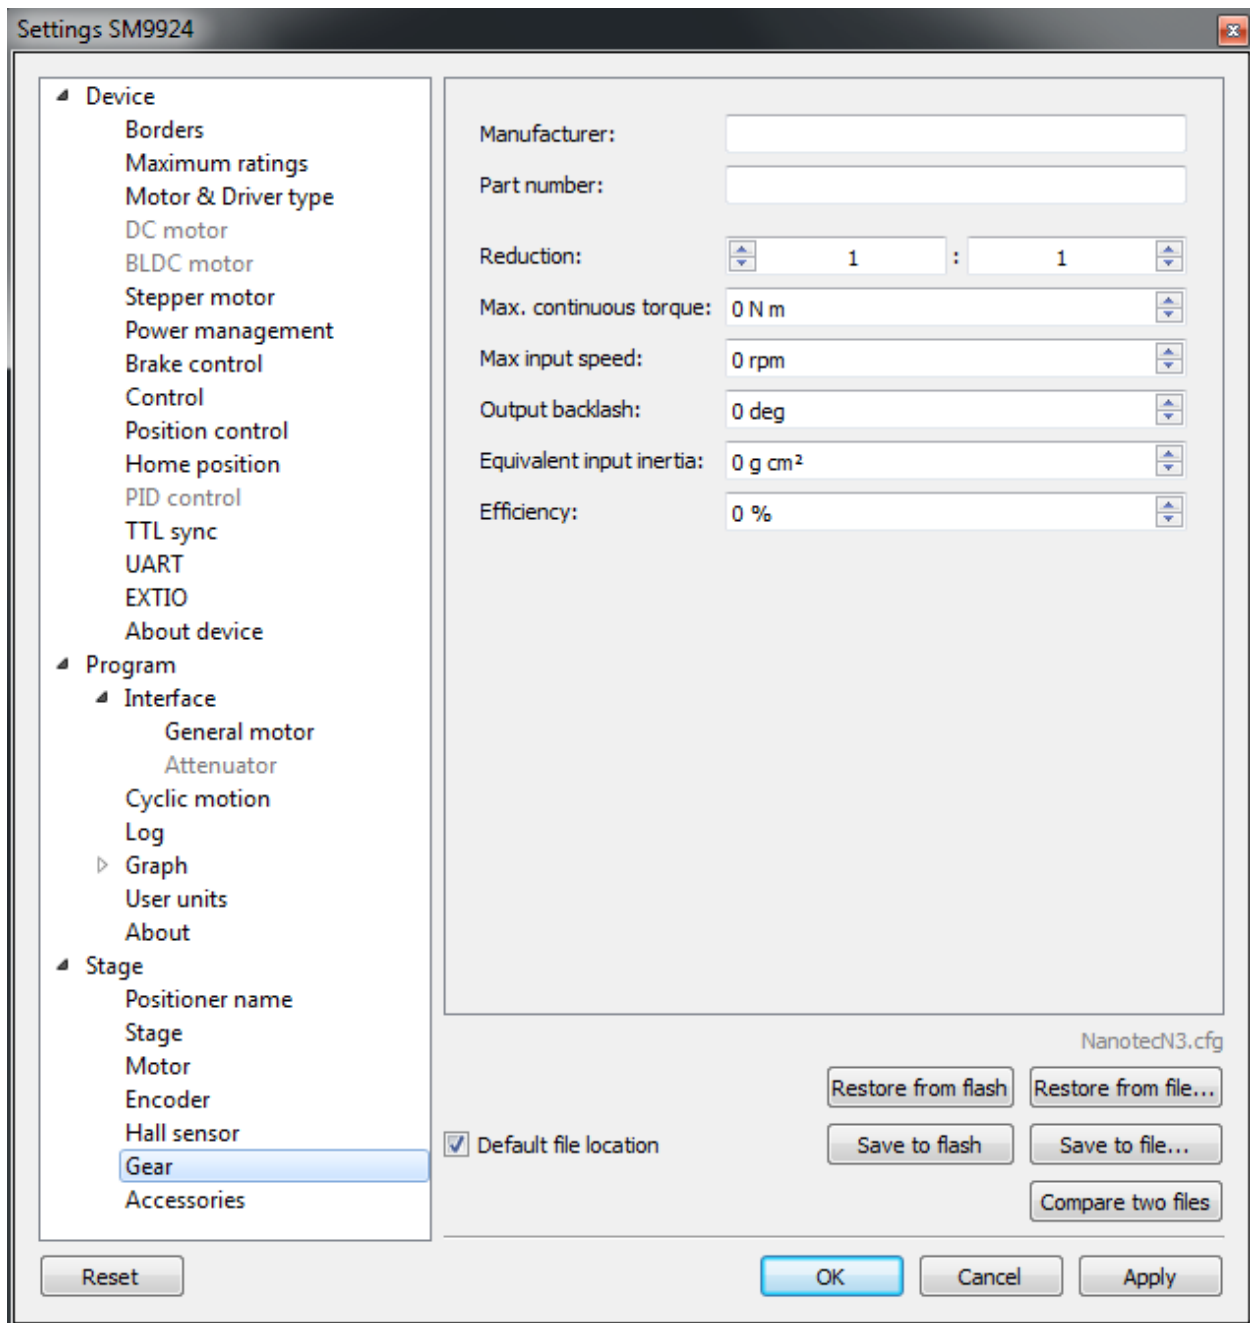 Settings SM9924
Device
Borders
Maximum ratings
Motor & Driver type
DC motor
BLDC motor
Stepper motor
Power management
Brake control
Control
Position control
Home position
PID control
TTL sync
UART
EXTIO
About device
Program
Interface
General motor
Attenuator
Cyclic motion
Log
Graph
User units
About
Stage
Positioner name
Stage
Motor
Encoder
Hall sensor
Gear
Accessories
Manufacturer:
Part number:
Reduction: 1 : 1
Max. continuous torque: 0 N m
Max input speed: 0 rpm
Output backlash: 0 deg
Equivalent input inertia: 0 g cm²
Efficiency: 0 %
NanotecN3.cfg
Restore from flash Restore from file...
Default file location Save to flash Save to file...
Compare two files
Reset OK Cancel Apply